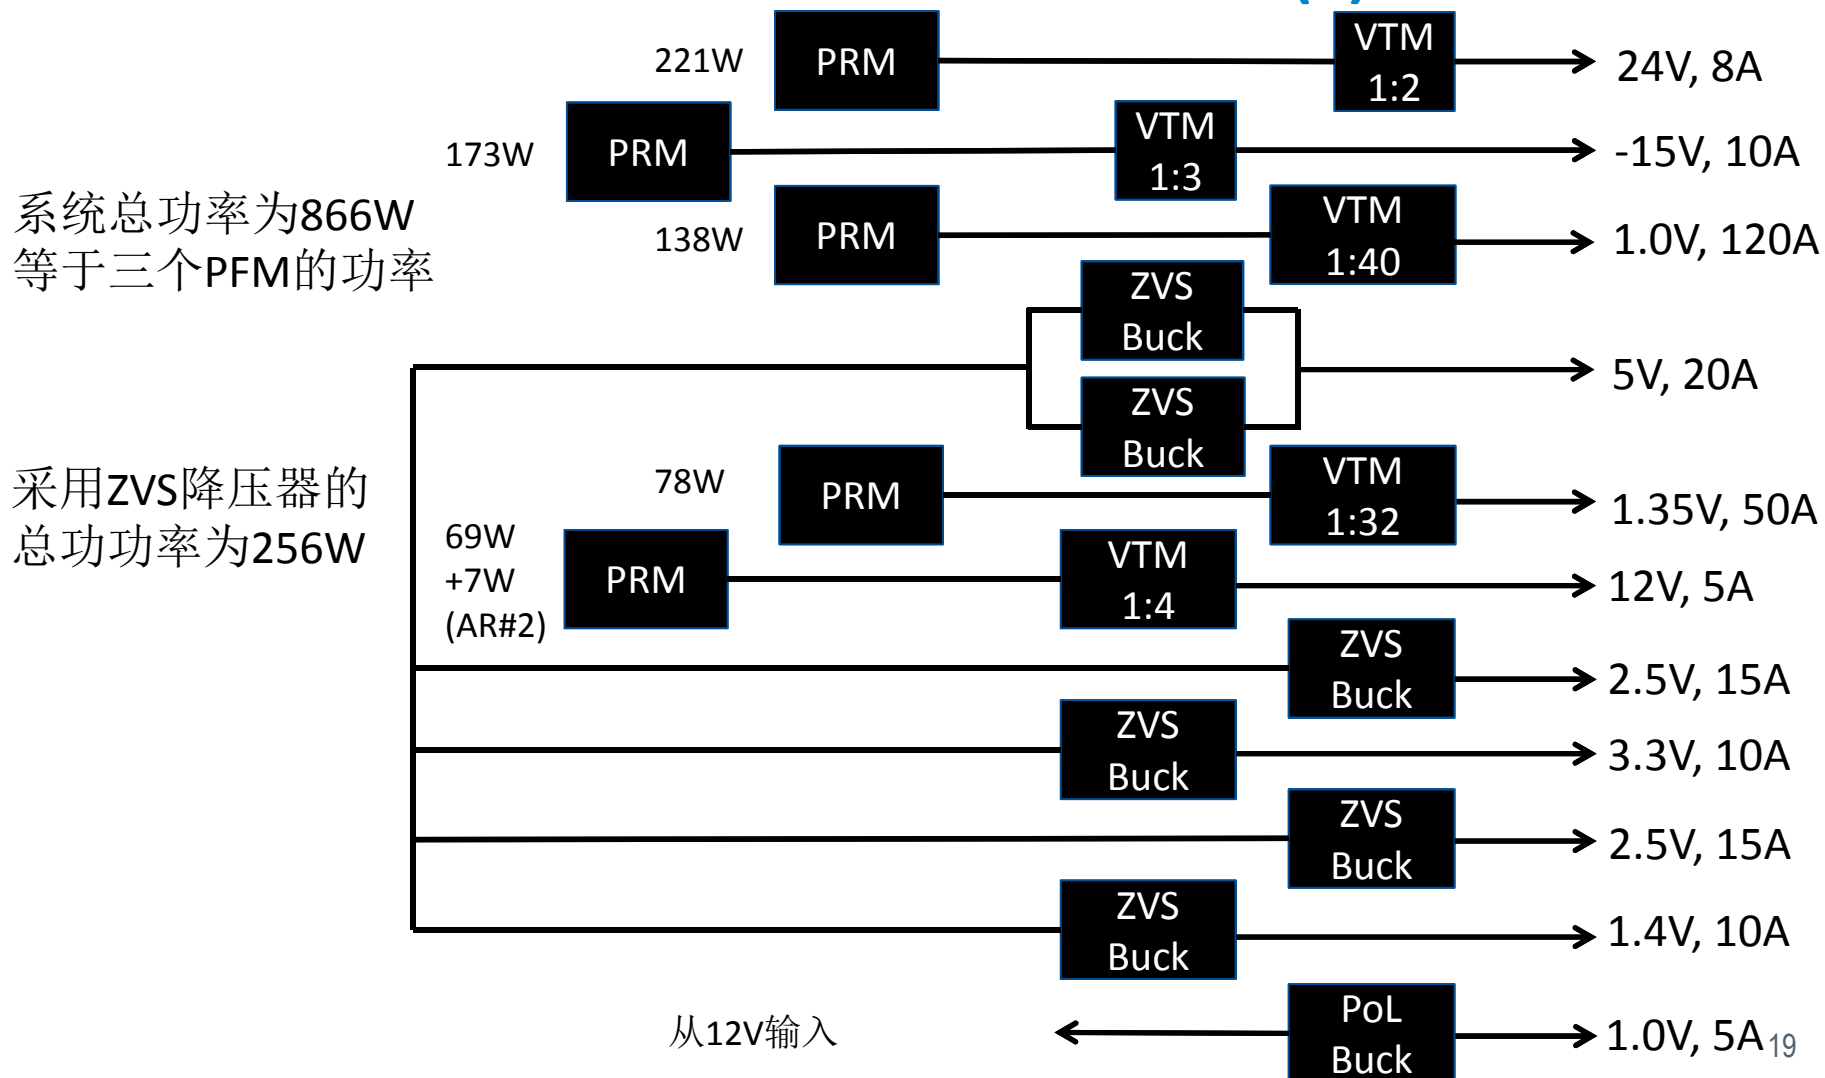 221W
PRM
VTM
1:2
24V, 8A
173W
PRM
VTM
1:3
-15V, 10A
系统总功率为866W
等于三个PFM的功率
138W
PRM
VTM
1:40
1.0V, 120A
ZVS
Buck
ZVS
Buck
5V, 20A
采用ZVS降压器的
总功功率为256W
78W
PRM
VTM
1:32
1.35V, 50A
69W
+7W
(AR#2)
PRM
VTM
1:4
12V, 5A
ZVS
Buck
2.5V, 15A
ZVS
Buck
3.3V, 10A
ZVS
Buck
2.5V, 15A
ZVS
Buck
1.4V, 10A
从12V输入
PoL
Buck
1.0V, 5A
19